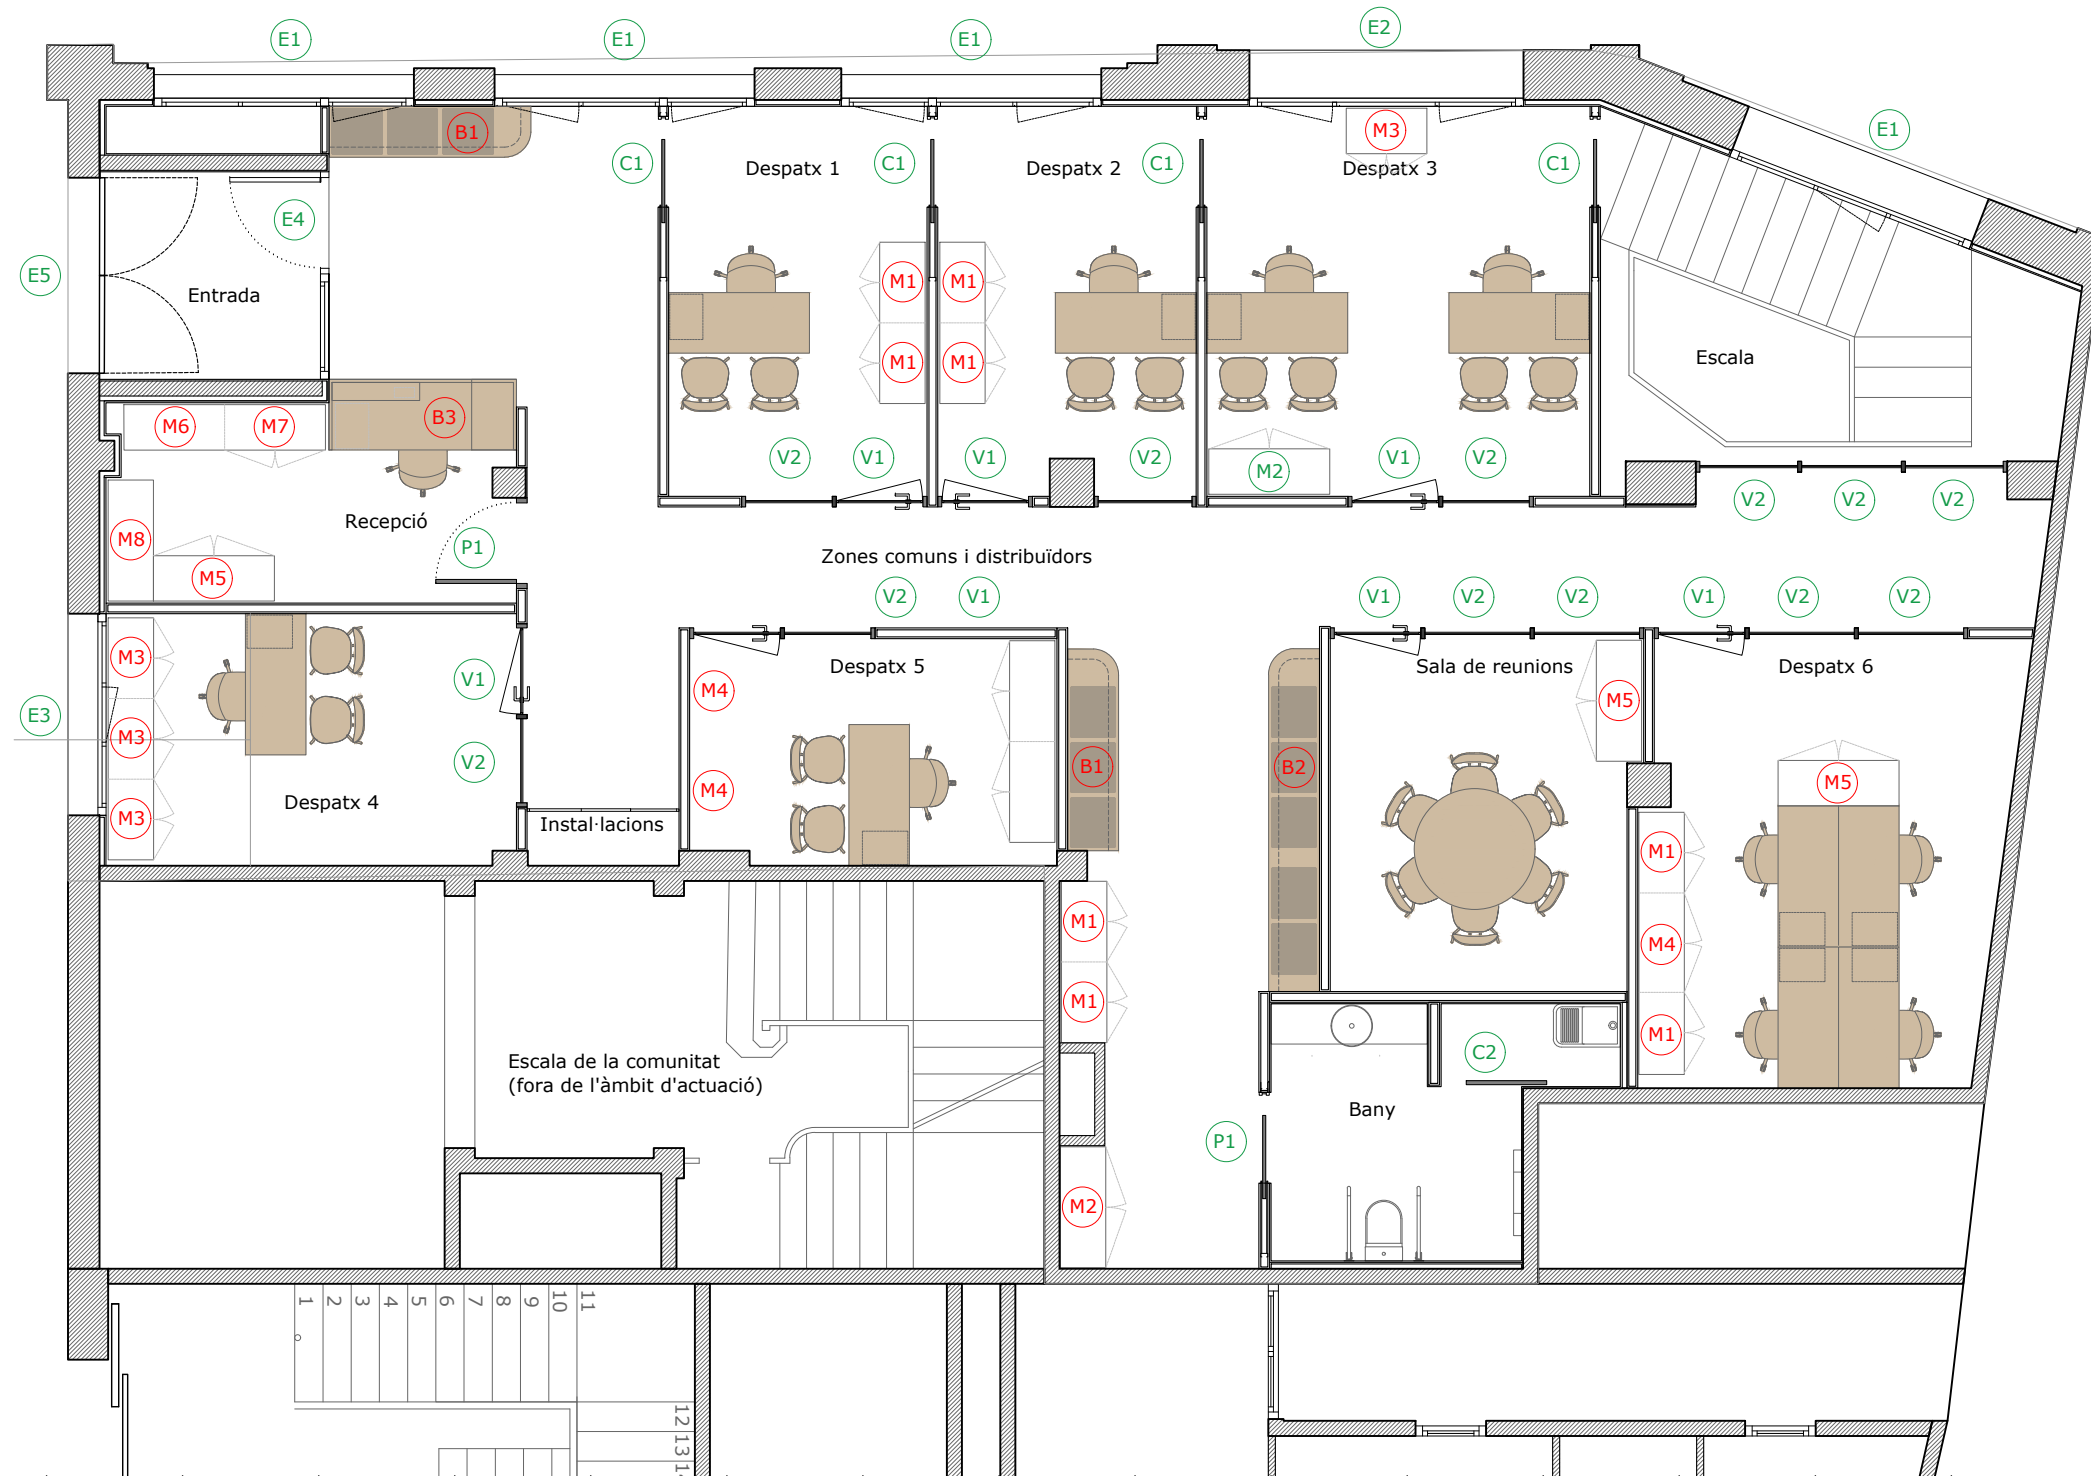 E1
E1
E1
E2
E1
B1
M3
C1
Despatx 1
C1
Despatx 2
C1
Despatx 3
C1
E4
E5
Entrada
M1
M1
M1
M1
Escala
M6
M7
B3
V2
V1
V1
V2
M2
V1
V2
V2
V2
V2
Recepció
M8
M5
P1
Zones comuns i distribuïdors
V2
V1
V1
V2
V2
V1
V2
V2
M3
V1
M4
Despatx 5
Sala de reunions
Despatx 6
M5
E3
M3
V2
M4
B1
B2
M5
Despatx 4
M3
Instal·lacions
M1
M1
M4
M1
M1
Escala de la comunitat
(fora de l'àmbit d'actuació)
C2
Bany
P1
M2
1
2
3
4
5
6
7
8
9
10
11
12
13